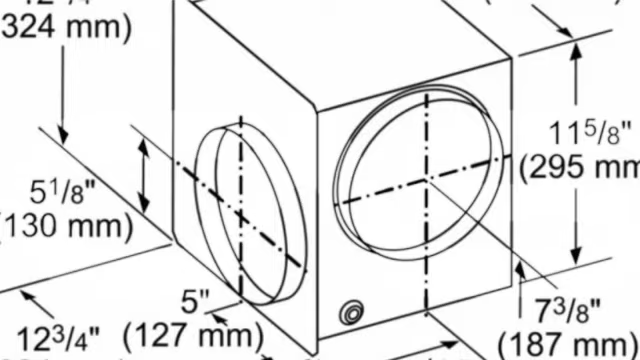 (324 mm)
11 5/8"
(295 mm
5 1/8"
(130 mm)
5"
(127 mm)
7 3/8"
(187 mm)
12 3/4"